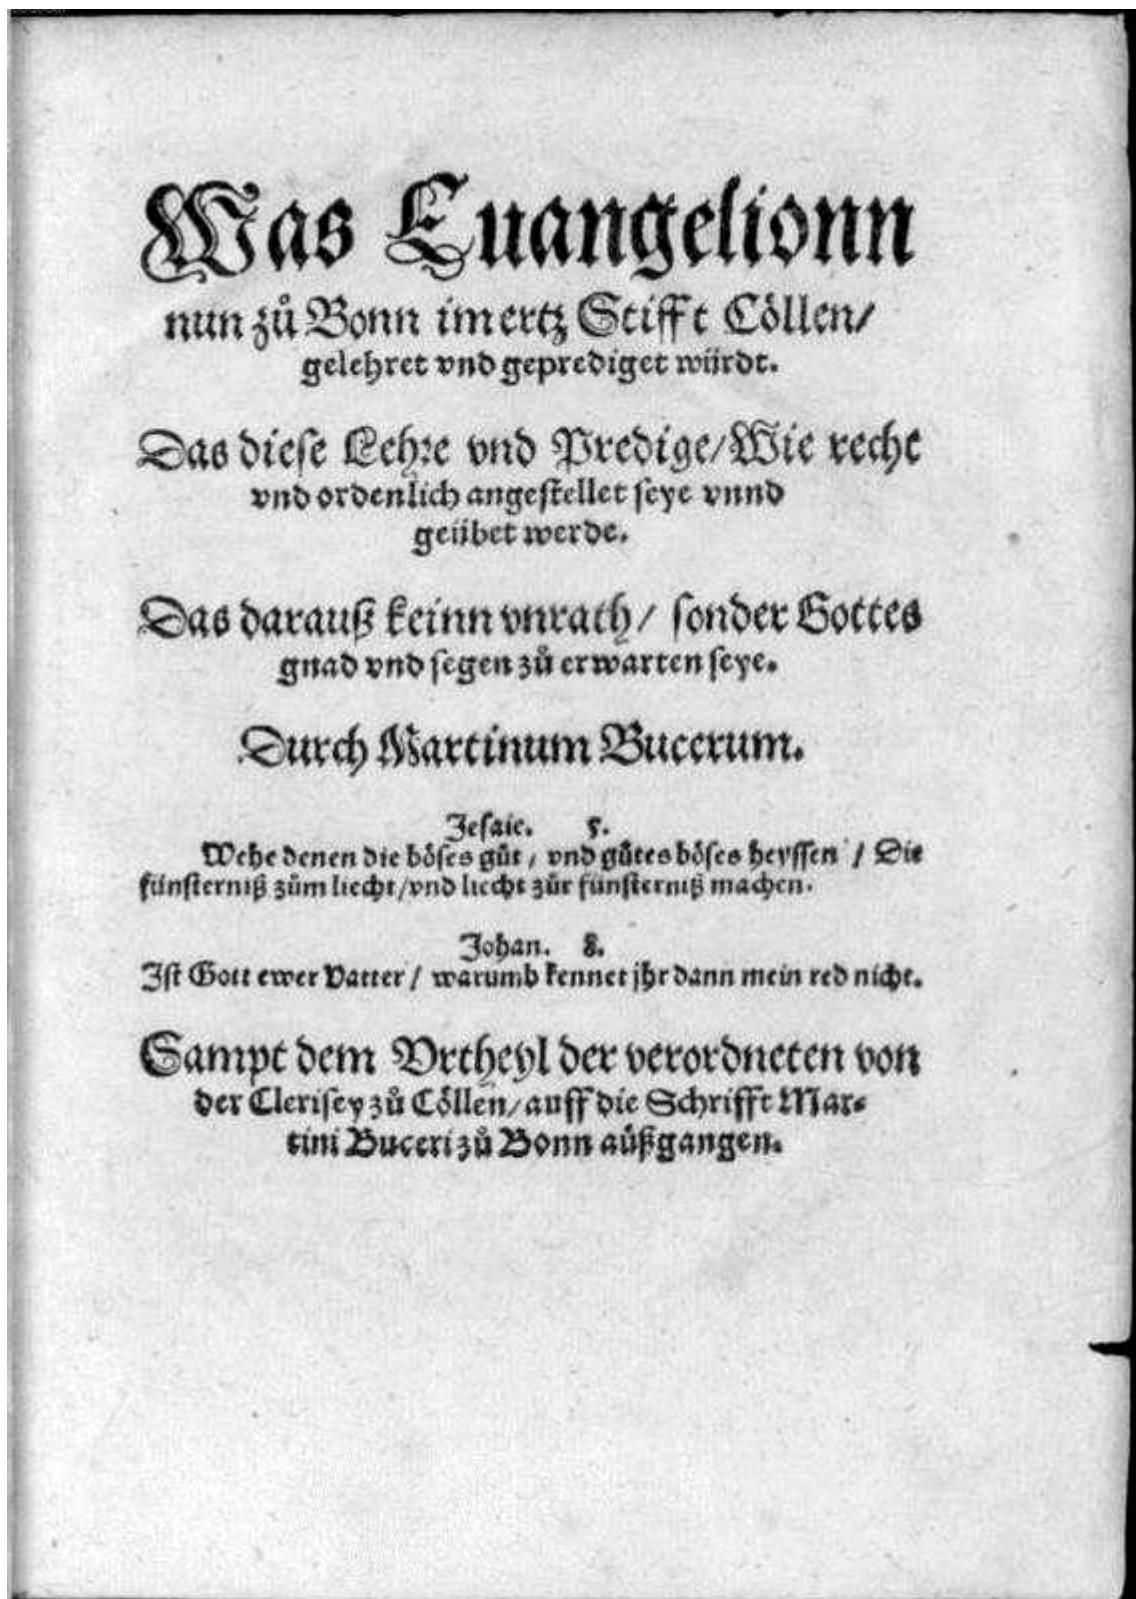 Was Euangelionn
nun zů Bonn im ertz Stifft Cöllen/
gelehret vnd geprediget würdt.
Das diese Lehre vnd Predige/Wie recht
vnd ordenlich angestellet seye vnnd
geübet werde.
Das darauß keinn vnrath/ sonder Gottes
gnad vnd segen zů erwarten seye.
Durch Martinum Bucerum.
Jesaie. 5.
Wehe denen die böses gůt / vnd gůtes böses heyssen / Die
fünsterniß zům liecht/vnd liecht zůr fünsterniß machen.
Johan. 8.
Ist Gott ewer Vatter / warumb kennet jhr dann mein red nicht.
Sampt dem Vrtheyl der verordneten von
der Clerisey zů Cöllen/auff die Schrifft Mar-
tini Buceri zů Bonn außgangen.